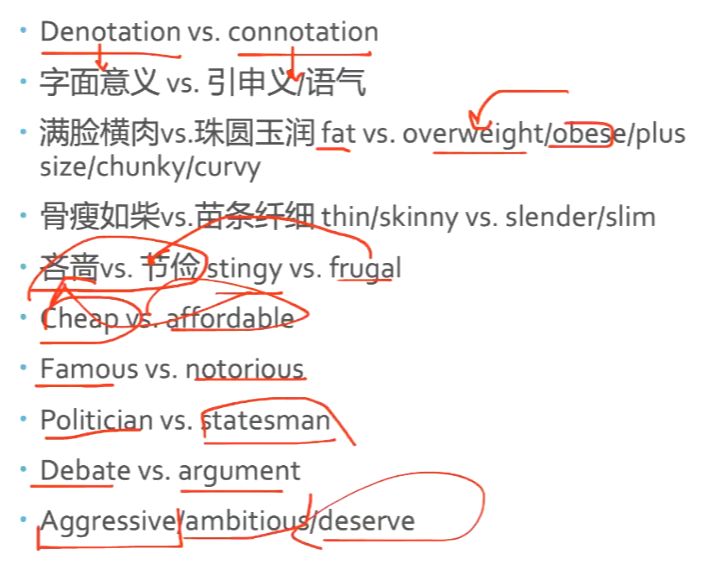 Denotation vs. connotation
字面意义 vs. 引申义/语气
满脸横肉vs.珠圆玉润 fat vs. overweight/obese/plus
size/chunky/curvy
骨瘦如柴vs.苗条纤细 thin/skinny vs. slender/slim
吝啬vs. 节俭 stingy vs. frugal
Cheap vs. affordable
Famous vs. notorious
Politician vs. statesman
Debate vs. argument
Aggressive/ambitious/deserve